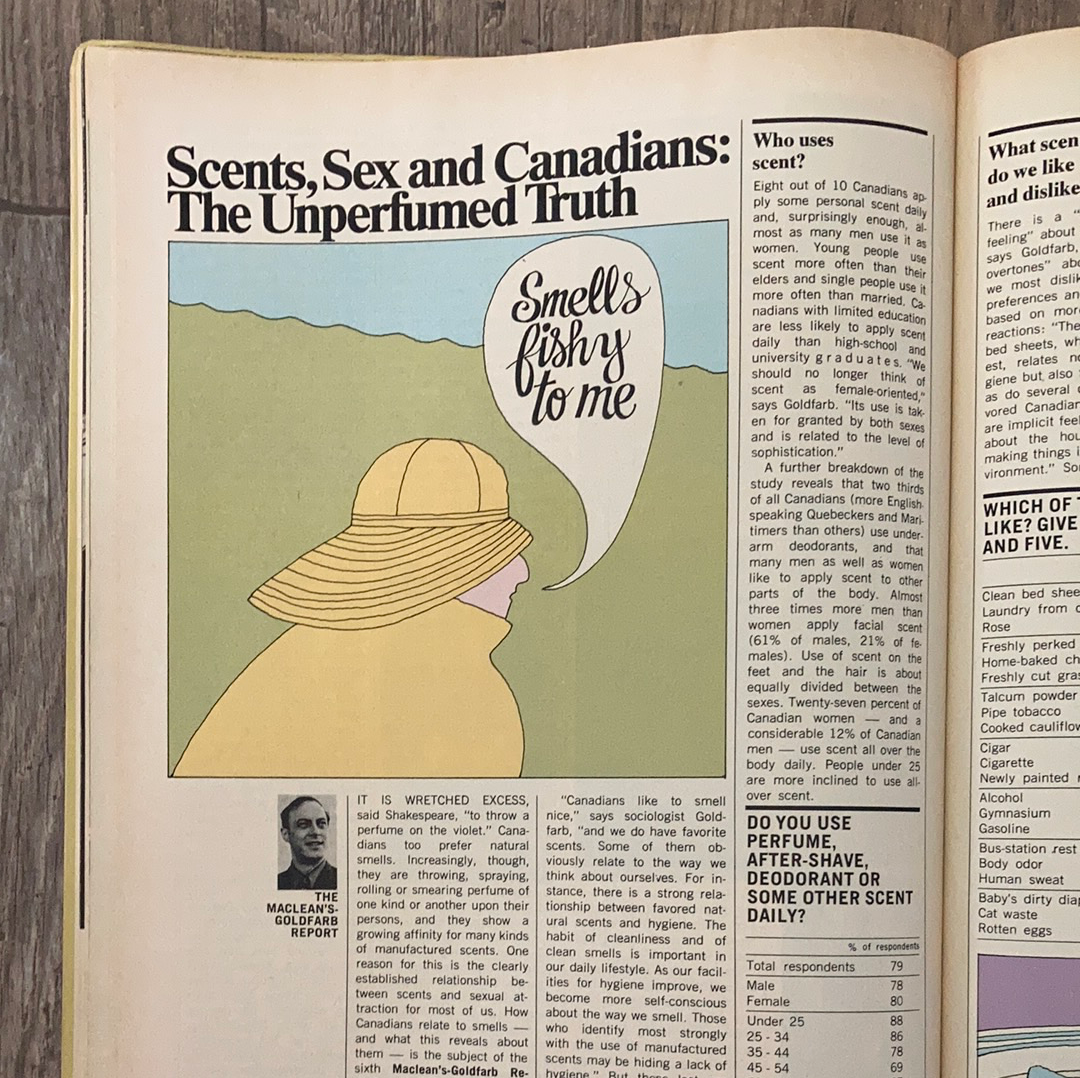 Scents, Sex and Canadians:
The Unperfumed Truth
Smells
fishy
to me
THE
MACLEAN'S-
GOLDFARB
REPORT
IT IS WRETCHED EXCESS,
said Shakespeare, "to throw a
perfume on the violet." Cana-
dians too prefer natural
smells. Increasingly, though,
they are throwing, spraying,
rolling or smearing perfume of
one kind or another upon their
persons, and they show a
growing affinity for many kinds
of manufactured scents. One
reason for this is the clearly
established relationship be-
tween scents and sexual at-
traction for most of us. How
Canadians relate to smells —
and what this reveals about
them — is the subject of the
sixth Maclean's-Goldfarb Re-
"Canadians like to smell
nice," says sociologist Gold-
farb, "and we do have favorite
scents. Some of them ob-
viously relate to the way we
think about ourselves. For in-
stance, there is a strong rela-
tionship between favored nat-
ural scents and hygiene. The
habit of cleanliness and of
clean smells is important in
our daily lifestyle. As our facil-
ities for hygiene improve, we
become more self-conscious
about the way we smell. Those
who identify most strongly
with the use of manufactured
scents may be hiding a lack of
hygiene." But
Who uses
scent?
Eight out of 10 Canadians ap-
ply some personal scent daily
and, surprisingly enough, al-
most as many men use it as
women. Young people use
scent more often than their
elders and single people use it
more often than married. Ca-
nadians with limited education
are less likely to apply scent
daily than high-school and
university graduates. "We
should no longer think of
scent as female-oriented,"
says Goldfarb. "Its use is tak-
en for granted by both sexes
and is related to the level of
sophistication."
A further breakdown of the
study reveals that two thirds
of all Canadians (more English-
speaking Quebeckers and Mari-
timers than others) use under-
arm deodorants, and that
many men as well as women
like to apply scent to other
parts of the body. Almost
three times more men than
women apply facial scent
(61% of males, 21% of fe-
males). Use of scent on the
feet and the hair is about
equally divided between the
sexes. Twenty-seven percent of
Canadian women — and a
considerable 12% of Canadian
men — use scent all over the
body daily. People under 25
are more inclined to use all-
over scent.
DO YOU USE
PERFUME,
AFTER-SHAVE,
DEODORANT OR
SOME OTHER SCENT
DAILY?
% of respondents
Total respondents 79
Male 78
Female 80
Under 25 88
25 - 34 86
35 - 44 78
45 - 54 69
What scen
do we like
and dislike
There is a "
feeling" about
says Goldfarb,
overtones" abo
we most dislik
preferences an
based on mor
reactions: "The
bed sheets, wh
est, relates no
giene but also
as do several
vored Canadian
are implicit feel
about the hou
making things i
vironment." So
WHICH OF
LIKE? GIVE
AND FIVE.
Clean bed shee
Laundry from
Rose
Freshly perked
Home-baked ch
Freshly cut gras
Talcum powder
Pipe tobacco
Cooked cauliflow
Cigar
Cigarette
Newly painted
Alcohol
Gymnasium
Gasoline
Bus-station rest
Body odor
Human sweat
Baby's dirty diap
Cat waste
Rotten eggs